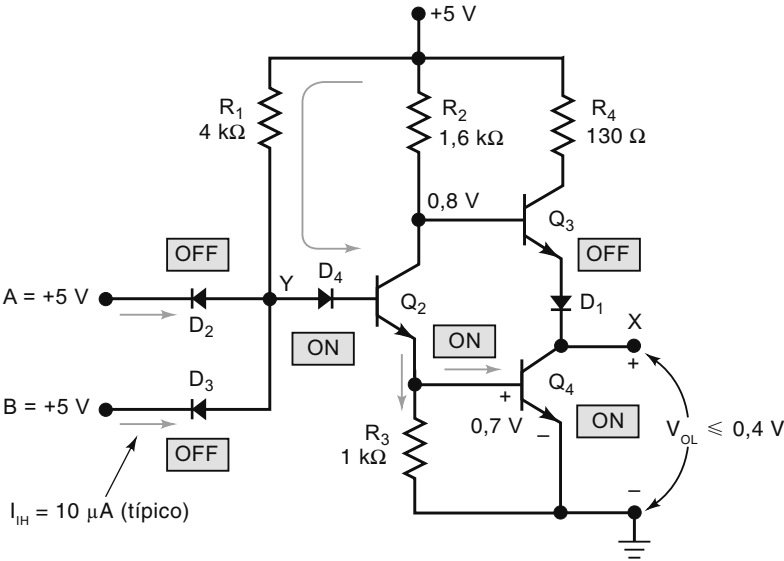 +5 V
R1
4 kΩ
R2
1,6 kΩ
R4
130 Ω
0,8 V
Q3
OFF
OFF
A = +5 V
D2
Y
D4
ON
Q2
D1
X
+
ON
Q4
B = +5 V
D3
OFF
+
0,7 V
–
ON
R3
1 kΩ
VOL ⩽ 0,4 V
–
IIH = 10 μA (típico)